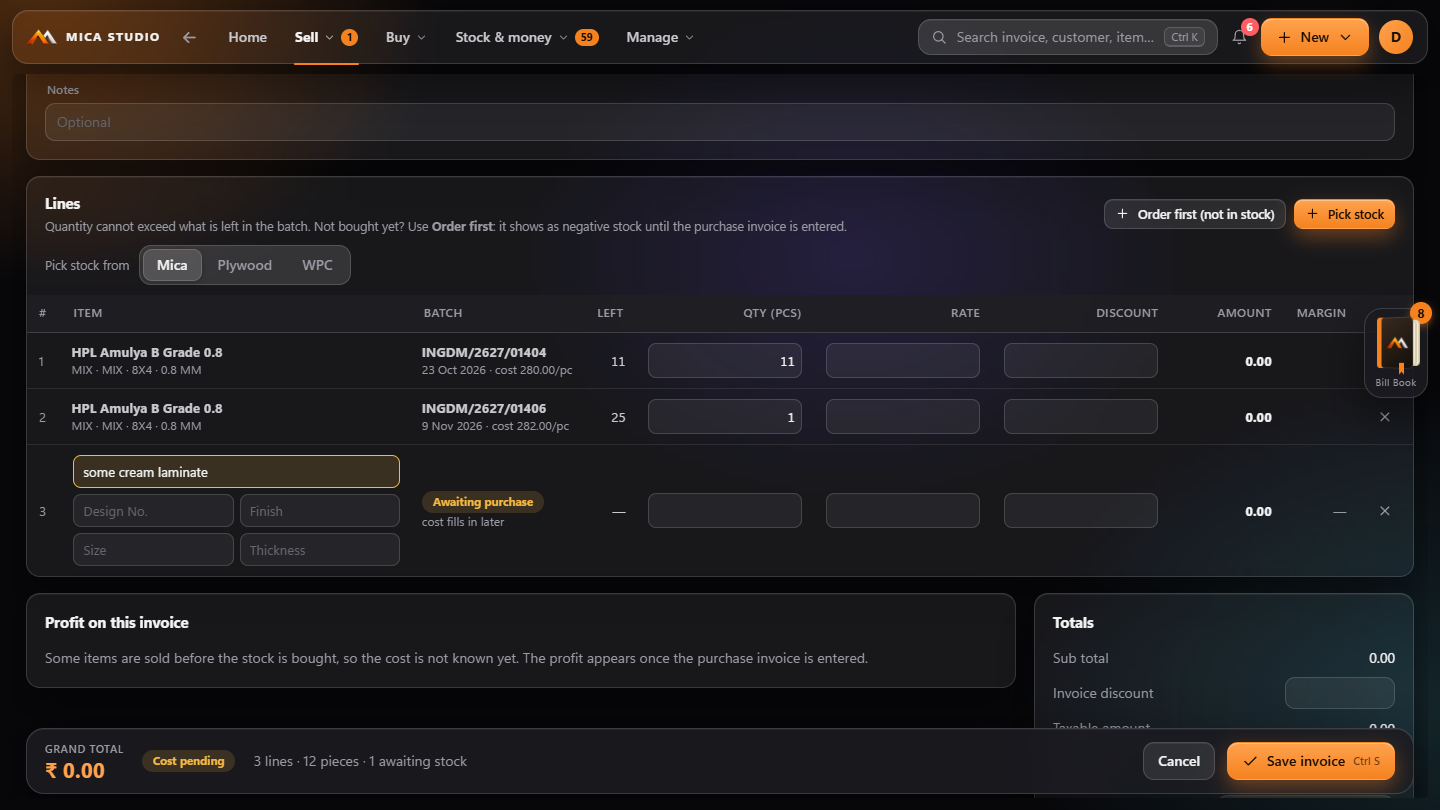 MICA STUDIO
Home
Sell 1
Buy
Stock & money 59
Manage
Search invoice, customer, item... Ctrl K
6
New
D
Notes
Optional
Lines
Quantity cannot exceed what is left in the batch. Not bought yet? Use Order first: it shows as negative stock until the purchase invoice is entered.
+ Order first (not in stock)
+ Pick stock
Pick stock from Mica Plywood WPC
# ITEM BATCH LEFT QTY (PCS) RATE DISCOUNT AMOUNT MARGIN
8
Bill Book
1 HPL Amulya B Grade 0.8 INGDM/2627/01404 11 11 0.00
MIX · MIX · 8X4 · 0.8 MM 23 Oct 2026 · cost 280.00/pc
2 HPL Amulya B Grade 0.8 INGDM/2627/01406 25 1 0.00
MIX · MIX · 8X4 · 0.8 MM 9 Nov 2026 · cost 282.00/pc
some cream laminate
3 Design No. Finish Awaiting purchase — 0.00 —
cost fills in later
Size Thickness
Profit on this invoice
Some items are sold before the stock is bought, so the cost is not known yet. The profit appears once the purchase invoice is entered.
Totals
Sub total 0.00
Invoice discount
Taxable amount 0.00
GRAND TOTAL
₹ 0.00
Cost pending
3 lines · 12 pieces · 1 awaiting stock
Cancel
Save invoice Ctrl S